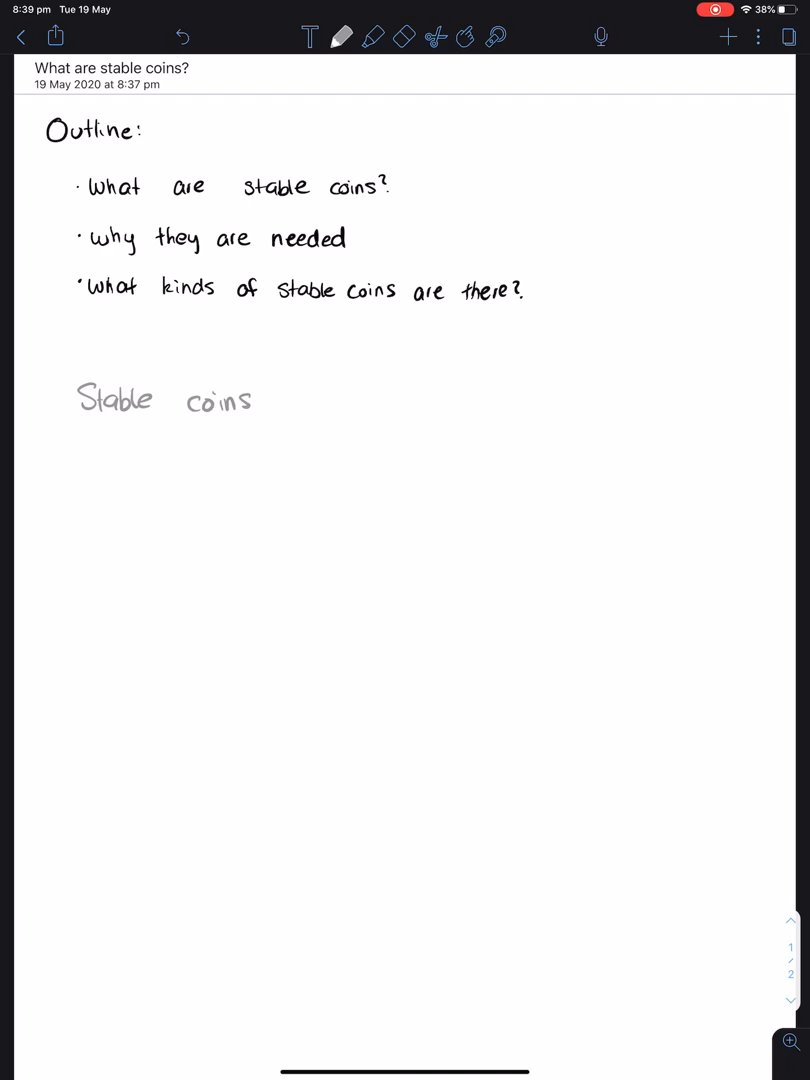 8:39 pm Tue 19 May
38%
T
What are stable coins?
19 May 2020 at 8:37 pm
Outline:
· What are stable coins?
· why they are needed
· What kinds of stable coins are there?
Stable coins
1
/
2